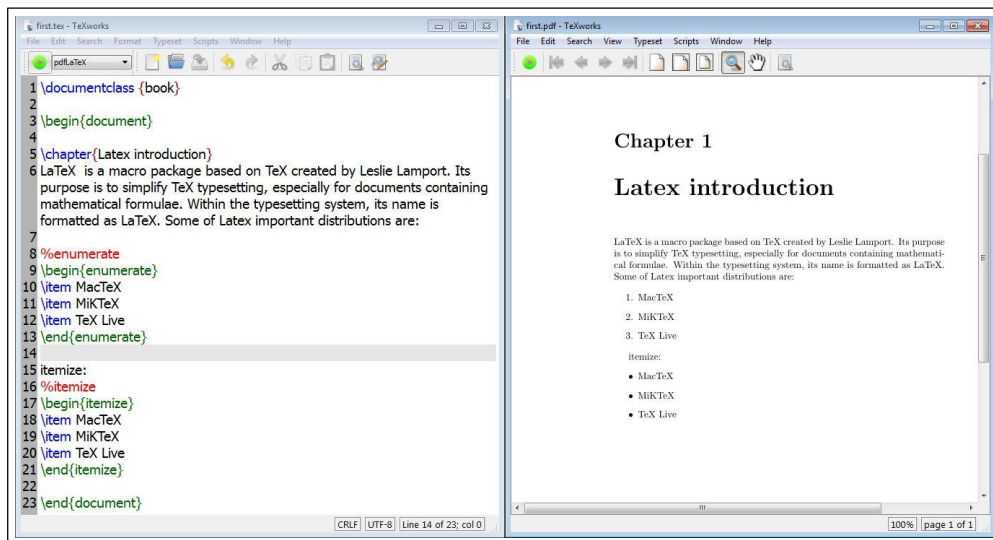 first.tex - TeXworks
File Edit Search Format Typeset Scripts Window Help
pdfLaTeX
1 \documentclass {book}
2
3 \begin{document}
4
5 \chapter{Latex introduction}
6 LaTeX  is a macro package based on TeX created by Leslie Lamport. Its
purpose is to simplify TeX typesetting, especially for documents containing
mathematical formulae. Within the typesetting system, its name is
formatted as LaTeX. Some of Latex important distributions are:
7
8 %enumerate
9 \begin{enumerate}
10 \item MacTeX
11 \item MiKTeX
12 \item TeX Live
13 \end{enumerate}
14
15 itemize:
16 %itemize
17 \begin{itemize}
18 \item MacTeX
19 \item MiKTeX
20 \item TeX Live
21 \end{itemize}
22
23 \end{document}
CRLF UTF-8 Line 14 of 23; col 0
first.pdf - TeXworks
File Edit Search View Typeset Scripts Window Help
Chapter 1
Latex introduction
LaTeX is a macro package based on TeX created by Leslie Lamport. Its purpose
is to simplify TeX typesetting, especially for documents containing mathemati-
cal formulae. Within the typesetting system, its name is formatted as LaTeX.
Some of Latex important distributions are:
1. MacTeX
2. MiKTeX
3. TeX Live
itemize:
• MacTeX
• MiKTeX
• TeX Live
100% page 1 of 1